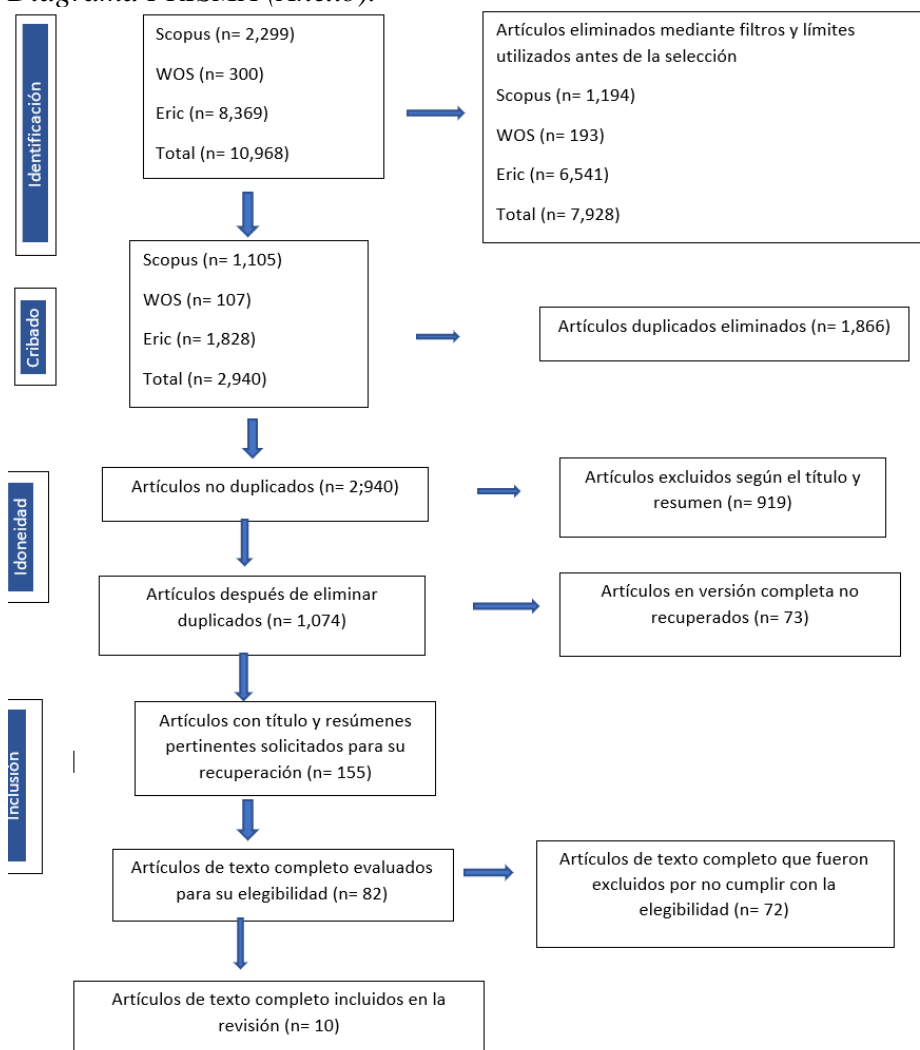 Diagrama PRISMA (Anexo).
Identificación
Scopus (n= 2,299)
WOS (n= 300)
Eric (n= 8,369)
Total (n= 10,968)
Artículos eliminados mediante filtros y límites
utilizados antes de la selección
Scopus (n= 1,194)
WOS (n= 193)
Eric (n= 6,541)
Total (n= 7,928)
Cribado
Scopus (n= 1,105)
WOS (n= 107)
Eric (n= 1,828)
Total (n= 2,940)
Artículos duplicados eliminados (n= 1,866)
Idoneidad
Artículos no duplicados (n= 2;940)
Artículos excluidos según el título y
resumen (n= 919)
Artículos después de eliminar
duplicados (n= 1,074)
Artículos en versión completa no
recuperados (n= 73)
Inclusión
Artículos con título y resúmenes
pertinentes solicitados para su
recuperación (n= 155)
Artículos de texto completo evaluados
para su elegibilidad (n= 82)
Artículos de texto completo que fueron
excluidos por no cumplir con la
elegibilidad (n= 72)
Artículos de texto completo incluidos en la
revisión (n= 10)